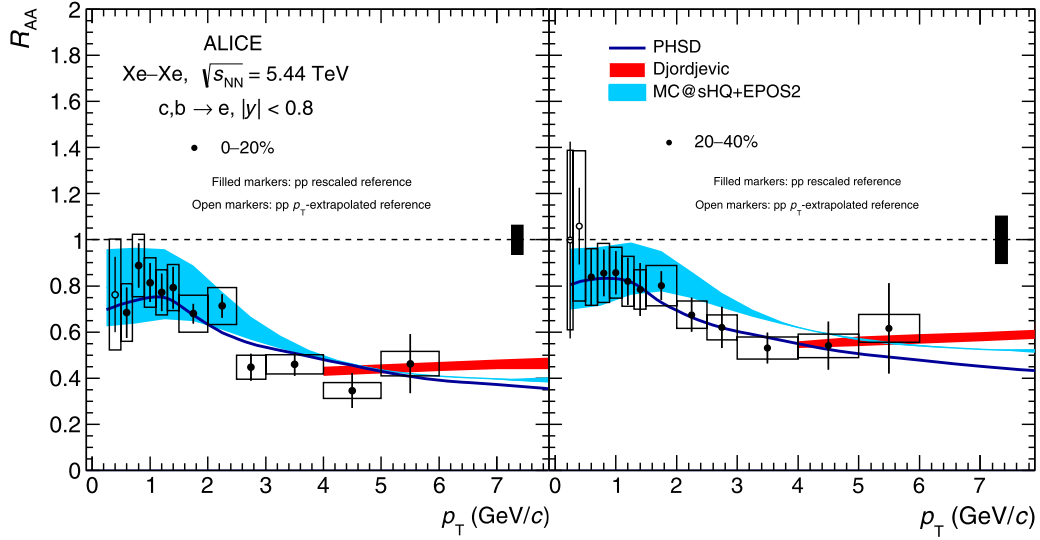 R_AA
2
1.8
1.6
1.4
1.2
1
0.8
0.6
0.4
0.2
0
ALICE
Xe–Xe, √s_NN = 5.44 TeV
c,b → e, |y| < 0.8
0–20%
Filled markers: pp rescaled reference
Open markers: pp p_T-extrapolated reference
0 1 2 3 4 5 6 7
p_T (GeV/c)
PHSD
Djordjevic
MC@sHQ+EPOS2
20–40%
Filled markers: pp rescaled reference
Open markers: pp p_T-extrapolated reference
0 1 2 3 4 5 6 7
p_T (GeV/c)